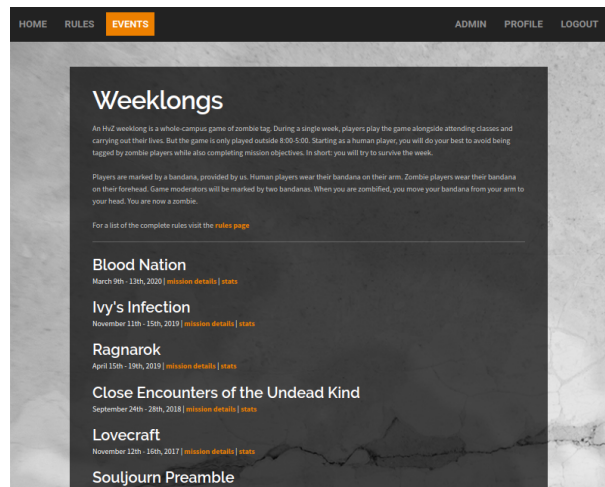 HOME RULES EVENTS ADMIN PROFILE LOGOUT
Weeklongs
An HvZ weeklong is a whole-campus game of zombie tag. During a single week, players play the game alongside attending classes and
carrying out their lives. But the game is only played outside 8:00-5:00. Starting as a human player, you will do your best to avoid being
tagged by zombie players while also completing mission objectives. In short: you will try to survive the week.
Players are marked by a bandana, provided by us. Human players wear their bandana on their arm. Zombie players wear their bandana
on their forehead. Game moderators will be marked by two bandanas. When you are zombified, you move your bandana from your arm to
your head. You are now a zombie.
For a list of the complete rules visit the rules page
Blood Nation
March 9th - 13th, 2020 | mission details | stats
Ivy's Infection
November 11th - 15th, 2019 | mission details | stats
Ragnarok
April 15th - 19th, 2019 | mission details | stats
Close Encounters of the Undead Kind
September 24th - 28th, 2018 | mission details | stats
Lovecraft
November 12th - 16th, 2017 | mission details | stats
Souljourn Preamble